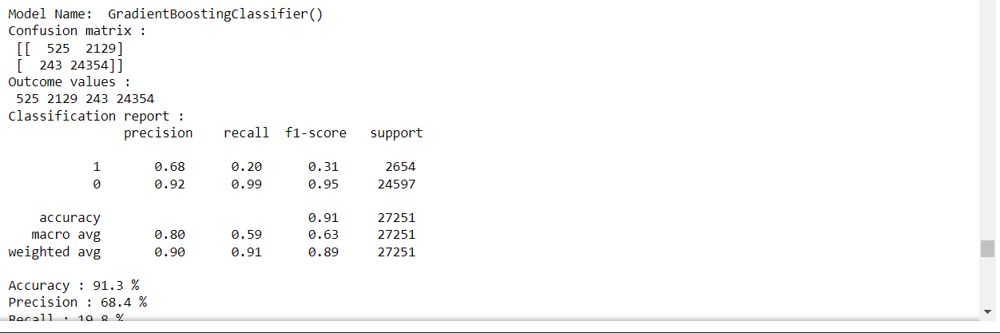 Model Name:  GradientBoostingClassifier()
Confusion matrix :
 [[  525  2129]
 [  243 24354]]
Outcome values :
 525 2129 243 24354
Classification report :
               precision    recall  f1-score   support

           1       0.68      0.20      0.31      2654
           0       0.92      0.99      0.95     24597

    accuracy                           0.91     27251
   macro avg       0.80      0.59      0.63     27251
weighted avg       0.90      0.91      0.89     27251

Accuracy : 91.3 %
Precision : 68.4 %
Recall : 19.8 %